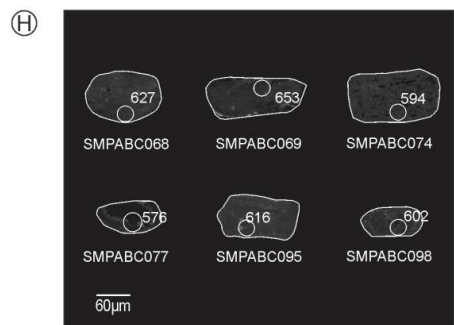 H
627 653 594
SMPABC068 SMPABC069 SMPABC074
576 616 602
SMPABC077 SMPABC095 SMPABC098
60µm